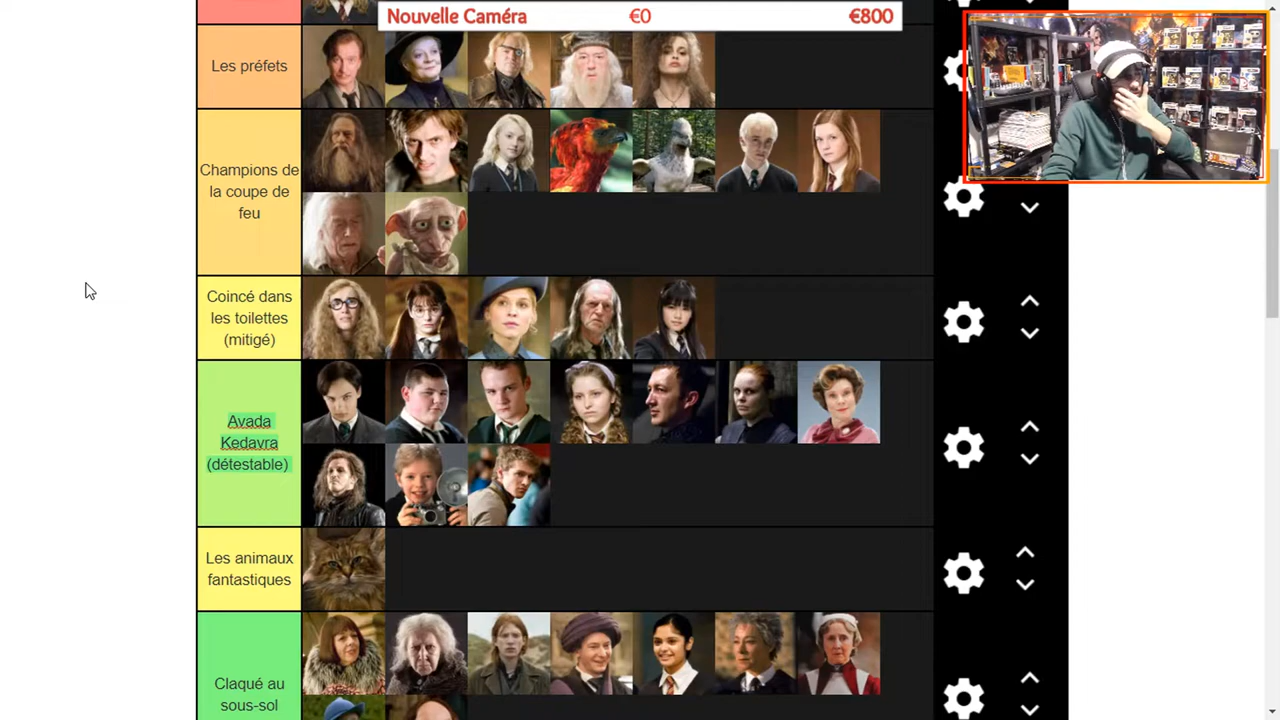 Nouvelle Caméra €0 €800
Les préfets
Champions de
la coupe de
feu
Coincé dans
les toilettes
(mitigé)
Avada
Kedavra
(détestable)
Les animaux
fantastiques
Claqué au
sous-sol